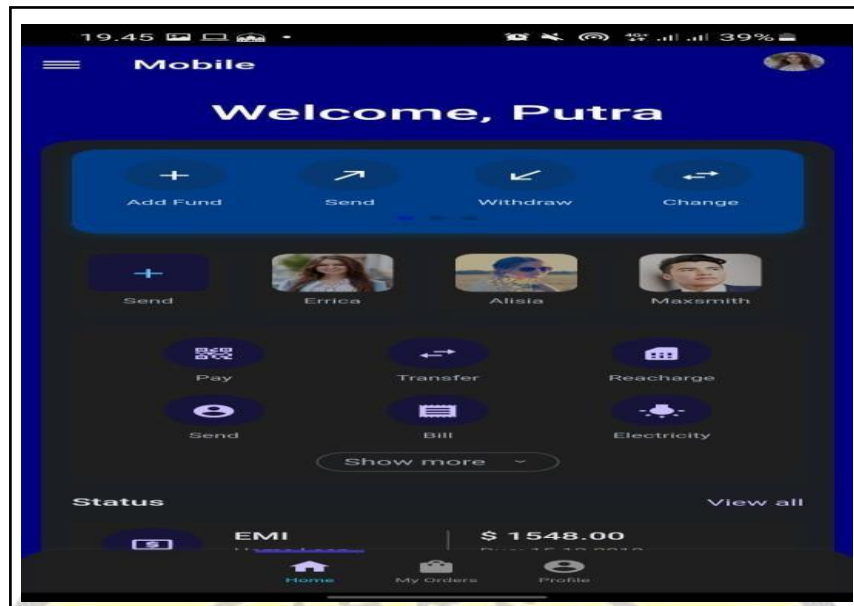 19.45 39%
Mobile
Welcome, Putra
Add Fund Send Withdraw Change
Send Errica Alisia Maxsmith
Pay Transfer Reacharge
Send Bill Electricity
Show more
Status View all
EMI $ 1548.00
Home My Orders Profile